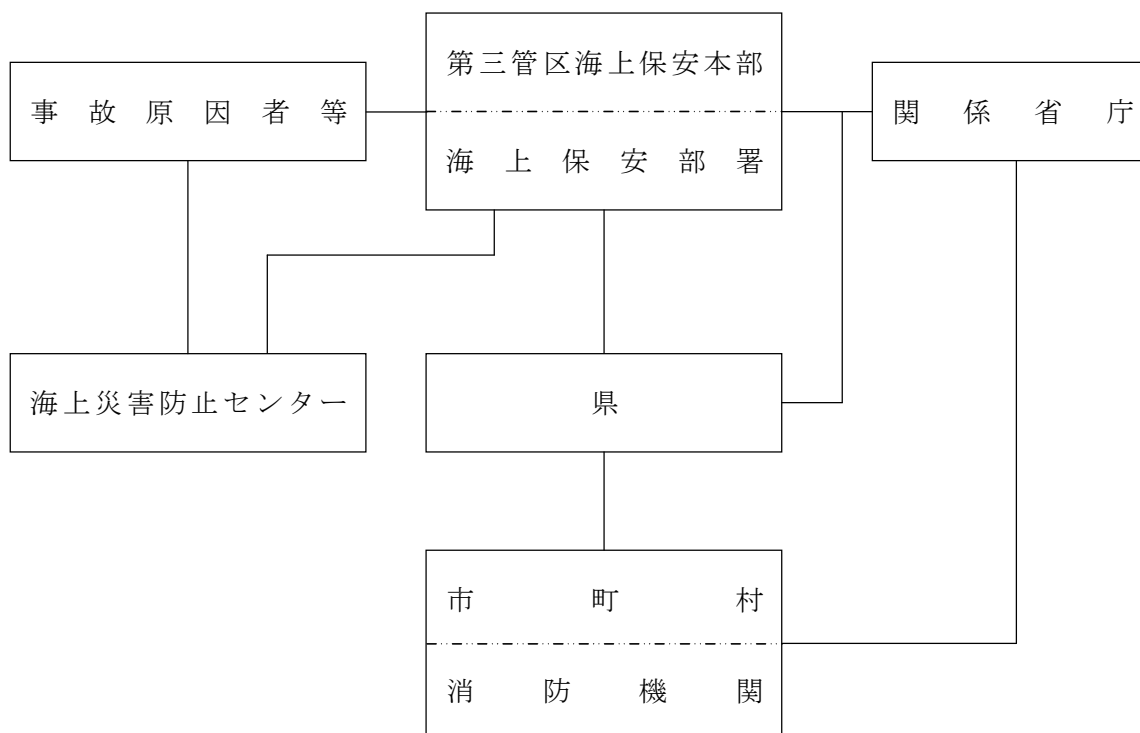 第三管区海上保安本部
事故原因者等
関係省庁
海上保安部署
海上災害防止センター
県
市町村
消防機関